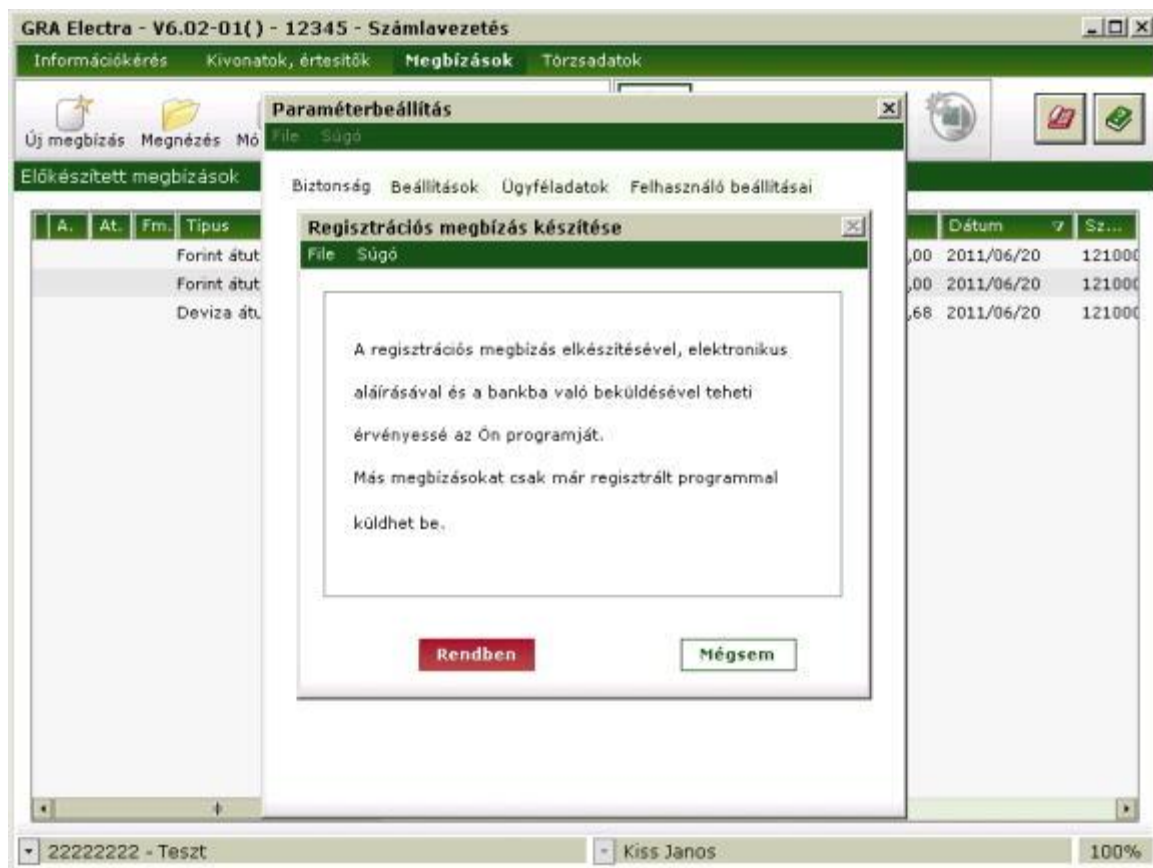 GRA Electra - V6.02-01( ) - 12345 - Számlavezetés
Információkérés Kivonatok, értesítők Megbízások Törzsadatok
Új megbízás Megnézés Mó
Paraméterbeállítás
File Súgó
Előkészített megbízások
Biztonság Beállítások Ügyféladatok Felhasználó beállításai
A. At. Fm. Típus Dátum Sz...
Forint átut ,00 2011/06/20 121000
Forint átut ,00 2011/06/20 121000
Deviza átu ,68 2011/06/20 121000
Regisztrációs megbízás készítése
File Súgó
A regisztrációs megbízás elkészítésével, elektronikus
aláírásával és a bankba való beküldésével teheti
érvényessé az Ön programját.
Más megbízásokat csak már regisztrált programmal
küldhet be.
Rendben Mégsem
22222222 - Teszt Kiss Janos 100%